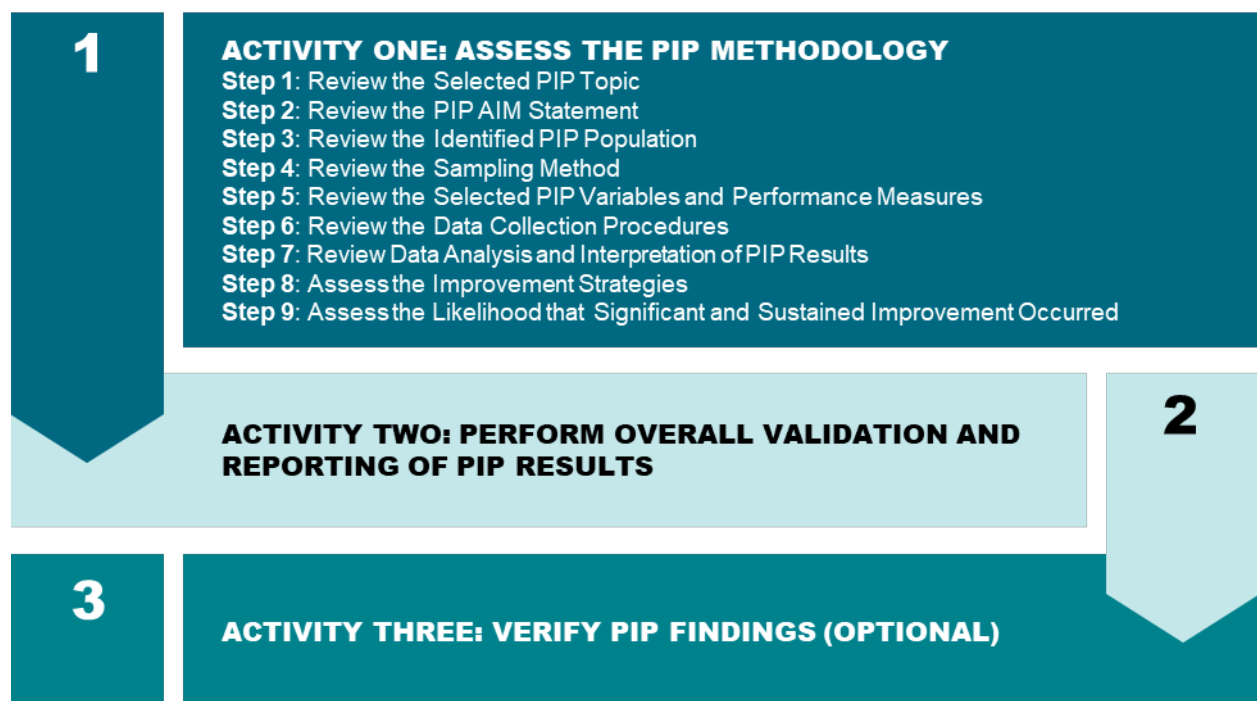 1
ACTIVITY ONE: ASSESS THE PIP METHODOLOGY
Step 1: Review the Selected PIP Topic
Step 2: Review the PIP AIM Statement
Step 3: Review the Identified PIP Population
Step 4: Review the Sampling Method
Step 5: Review the Selected PIP Variables and Performance Measures
Step 6: Review the Data Collection Procedures
Step 7: Review Data Analysis and Interpretation of PIP Results
Step 8: Assess the Improvement Strategies
Step 9: Assess the Likelihood that Significant and Sustained Improvement Occurred
ACTIVITY TWO: PERFORM OVERALL VALIDATION AND
REPORTING OF PIP RESULTS
2
3
ACTIVITY THREE: VERIFY PIP FINDINGS (OPTIONAL)